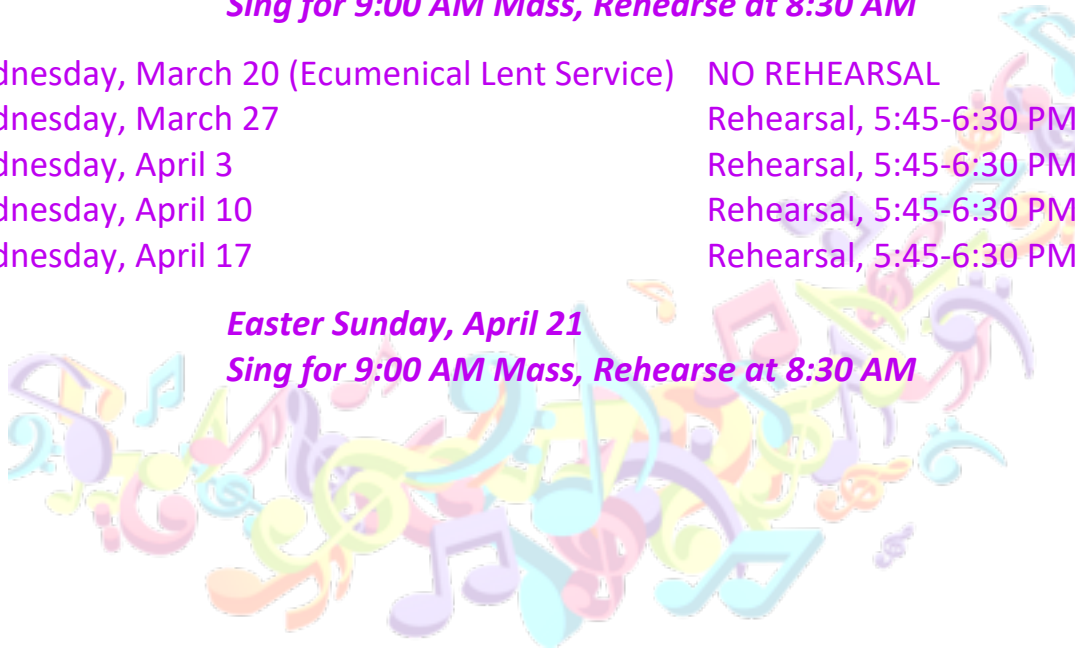 Sing for 9:00 AM Mass, Rehearse at 8:30 AM
dnesday, March 20 (Ecumenical Lent Service) NO REHEARSAL
dnesday, March 27 Rehearsal, 5:45-6:30 PM
dnesday, April 3 Rehearsal, 5:45-6:30 PM
dnesday, April 10 Rehearsal, 5:45-6:30 PM
dnesday, April 17 Rehearsal, 5:45-6:30 PM
Easter Sunday, April 21
Sing for 9:00 AM Mass, Rehearse at 8:30 AM